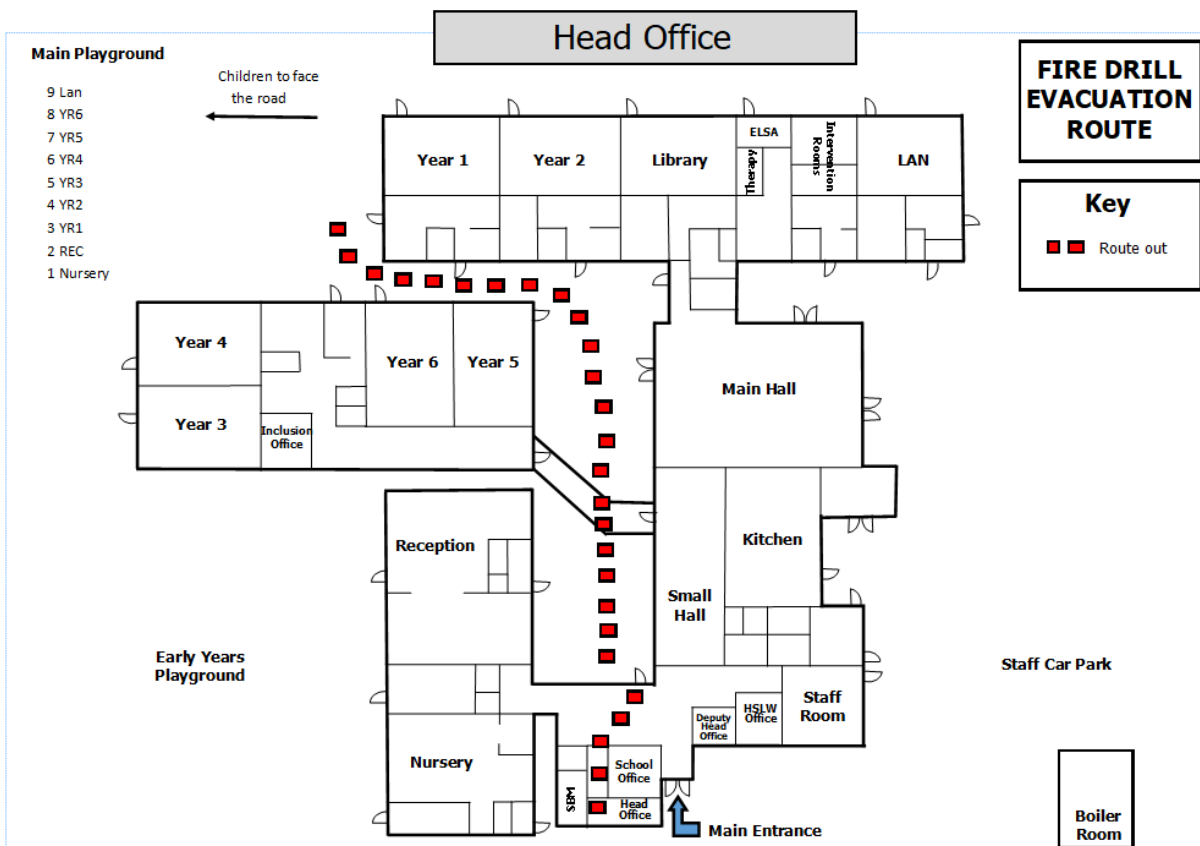 Head Office
Main Playground
9 Lan
8 YR6
7 YR5
6 YR4
5 YR3
4 YR2
3 YR1
2 REC
1 Nursery
Children to face
the road
FIRE DRILL
EVACUATION
ROUTE
Key
Route out
Year 1
Year 2
Library
ELSA
Therapy
Intervention
Rooms
LAN
Year 4
Year 3
Inclusion
Office
Year 6
Year 5
Main Hall
Reception
Kitchen
Small
Hall
Early Years
Playground
Staff Car Park
Nursery
SBM
School
Office
Head
Office
Deputy
Head
Office
HSLW
Office
Staff
Room
Main Entrance
Boiler
Room